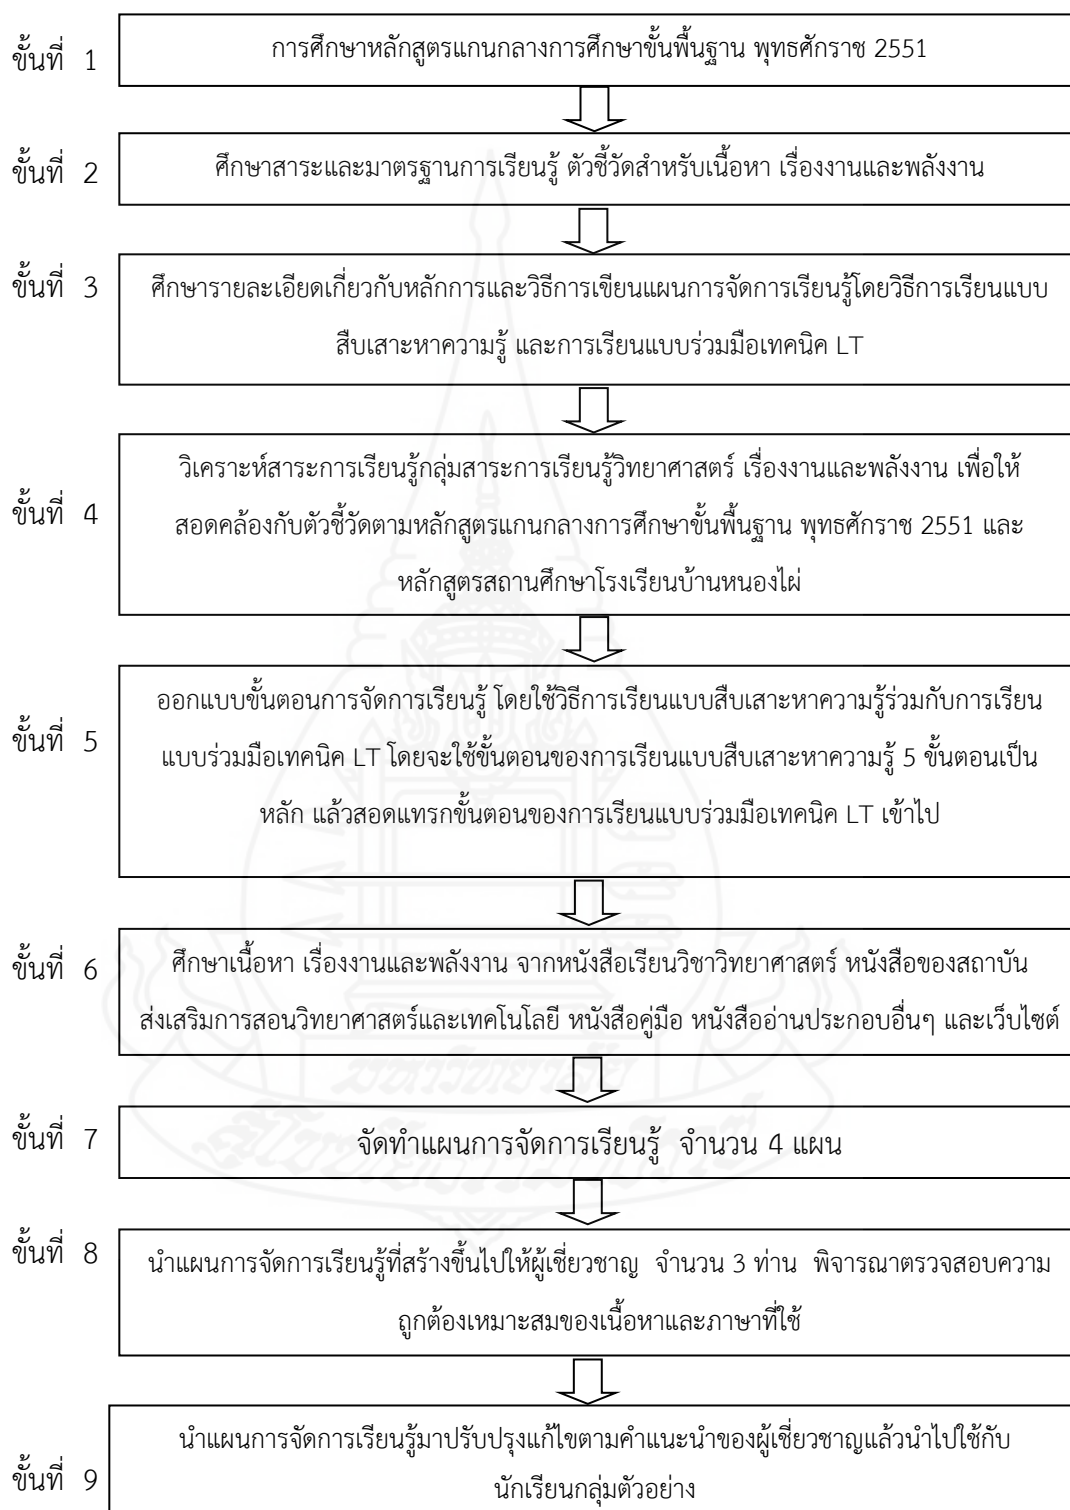 ขั้นที่ 1
การศึกษาหลักสูตรแกนกลางการศึกษาขั้นพื้นฐาน พุทธศักราช 2551
ขั้นที่ 2
ศึกษาสาระและมาตรฐานการเรียนรู้ ตัวชี้วัดสำหรับเนื้อหา เรื่องงานและพลังงาน
ขั้นที่ 3
ศึกษารายละเอียดเกี่ยวกับหลักการและวิธีการเขียนแผนการจัดการเรียนรู้โดยวิธีการเรียนแบบ
สืบเสาะหาความรู้ และการเรียนแบบร่วมมือเทคนิค LT
ขั้นที่ 4
วิเคราะห์สาระการเรียนรู้กลุ่มสาระการเรียนรู้วิทยาศาสตร์ เรื่องงานและพลังงาน เพื่อให้
สอดคล้องกับตัวชี้วัดตามหลักสูตรแกนกลางการศึกษาขั้นพื้นฐาน พุทธศักราช 2551 และ
หลักสูตรสถานศึกษาโรงเรียนบ้านหนองไผ่
ขั้นที่ 5
ออกแบบขั้นตอนการจัดการเรียนรู้ โดยใช้วิธีการเรียนแบบสืบเสาะหาความรู้ร่วมกับการเรียน
แบบร่วมมือเทคนิค LT โดยจะใช้ขั้นตอนของการเรียนแบบสืบเสาะหาความรู้ 5 ขั้นตอนเป็น
หลัก แล้วสอดแทรกขั้นตอนของการเรียนแบบร่วมมือเทคนิค LT เข้าไป
ขั้นที่ 6
ศึกษาเนื้อหา เรื่องงานและพลังงาน จากหนังสือเรียนวิชาวิทยาศาสตร์ หนังสือของสถาบัน
ส่งเสริมการสอนวิทยาศาสตร์และเทคโนโลยี หนังสือคู่มือ หนังสืออ่านประกอบอื่นๆ และเว็บไซต์
มหาวิทยาลัย
สุโขทัยธรรมาธิราช
ขั้นที่ 7
จัดทำแผนการจัดการเรียนรู้ จำนวน 4 แผน
ขั้นที่ 8
นำแผนการจัดการเรียนรู้ที่สร้างขึ้นไปให้ผู้เชี่ยวชาญ จำนวน 3 ท่าน พิจารณาตรวจสอบความ
ถูกต้องเหมาะสมของเนื้อหาและภาษาที่ใช้
ขั้นที่ 9
นำแผนการจัดการเรียนรู้มาปรับปรุงแก้ไขตามคำแนะนำของผู้เชี่ยวชาญแล้วนำไปใช้กับ
นักเรียนกลุ่มตัวอย่าง